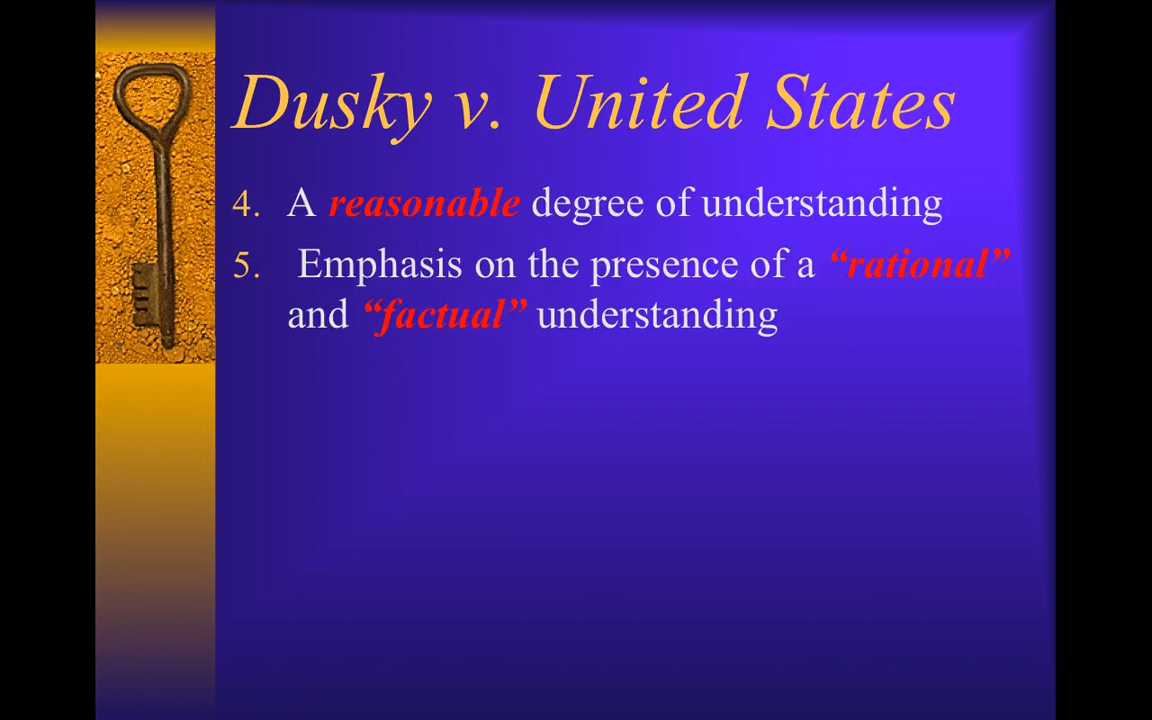 Dusky v. United States
4. A reasonable degree of understanding
5. Emphasis on the presence of a “rational”
and “factual” understanding